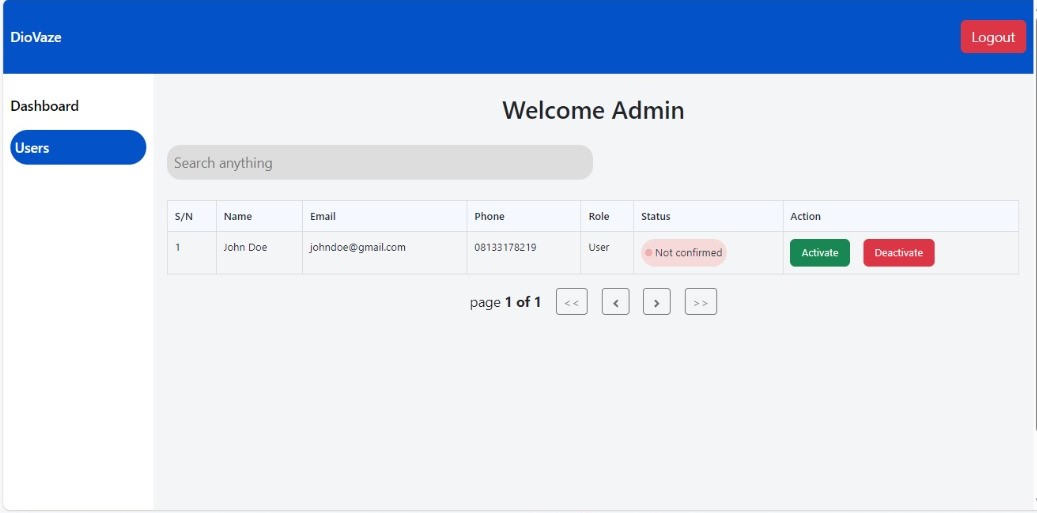 DioVaze
Logout
Dashboard
Users
Welcome Admin
Search anything
S/N Name Email Phone Role Status Action
1 John Doe johndoe@gmail.com 08133178219 User Not confirmed Activate Deactivate
page 1 of 1 << < > >>